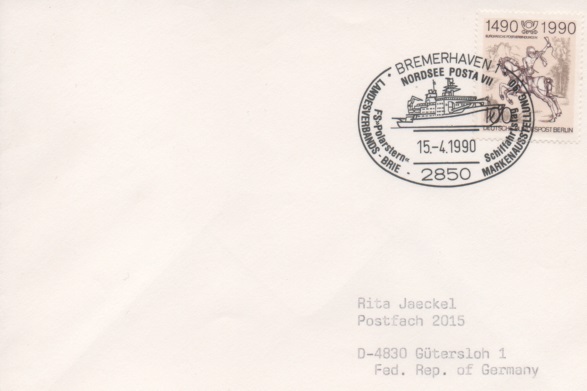 1490 1990
100
DEUTSCHE BUNDESPOST BERLIN
BREMERHAVEN 1
NORDSEE POSTA VII
LANDESVERBANDS-BRIE
MARKENAUSSTELLUNG
FS»Polarstern«
15.-4.1990
2850
Rita Jaeckel
Postfach 2015
D-4830 Gütersloh 1
Fed. Rep. of Germany